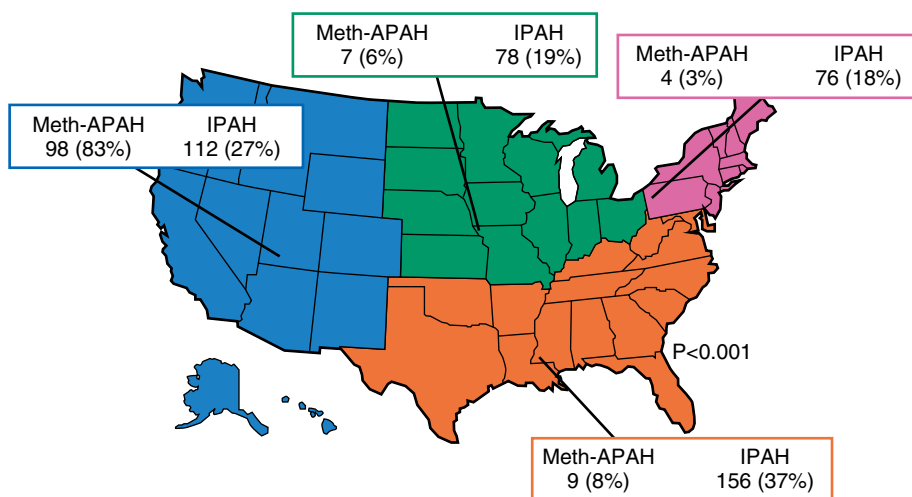 Meth-APAH IPAH
7 (6%) 78 (19%)
Meth-APAH IPAH
4 (3%) 76 (18%)
Meth-APAH IPAH
98 (83%) 112 (27%)
P<0.001
Meth-APAH IPAH
9 (8%) 156 (37%)